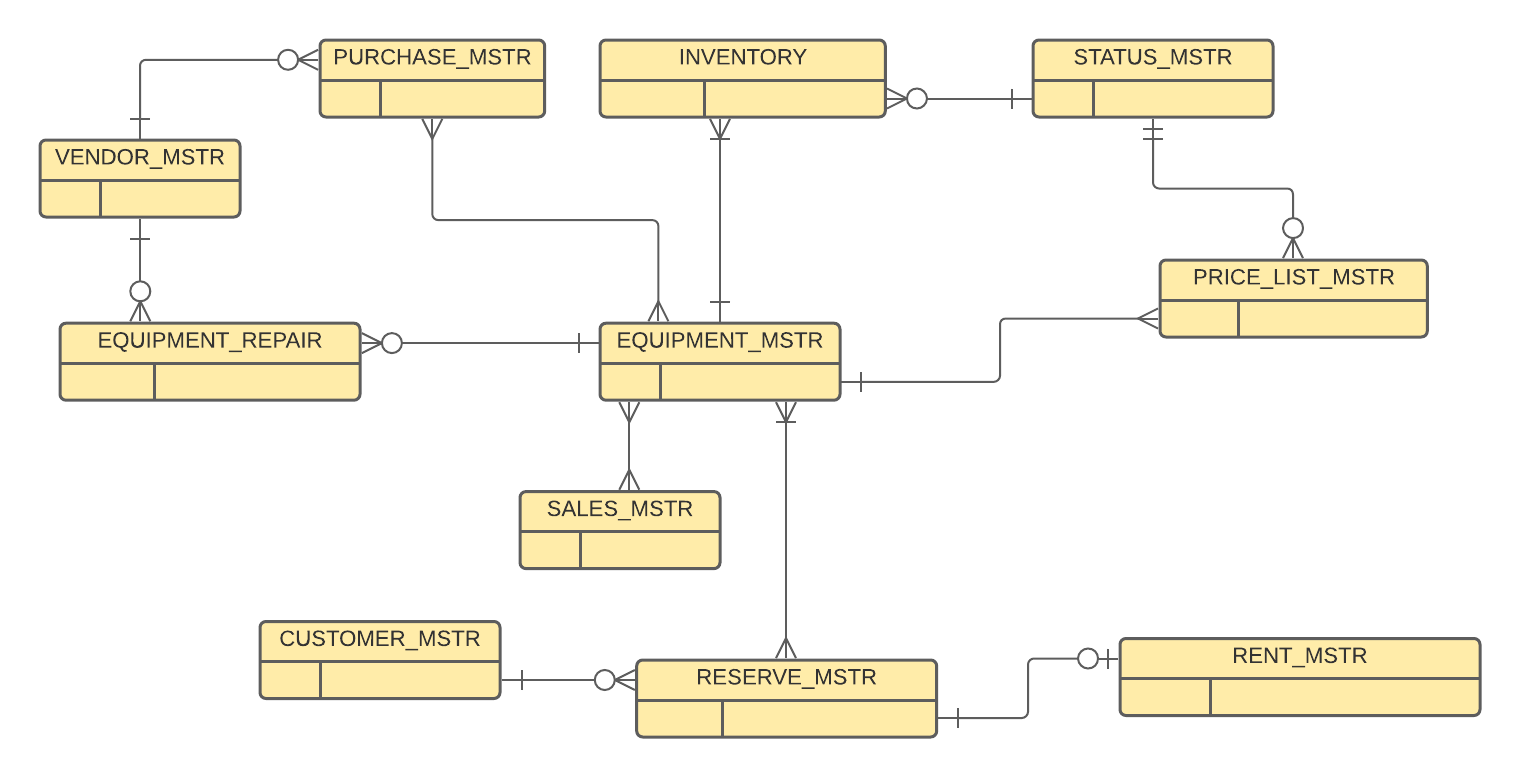 PURCHASE_MSTR
INVENTORY
STATUS_MSTR
VENDOR_MSTR
PRICE_LIST_MSTR
EQUIPMENT_REPAIR
EQUIPMENT_MSTR
SALES_MSTR
CUSTOMER_MSTR
RESERVE_MSTR
RENT_MSTR